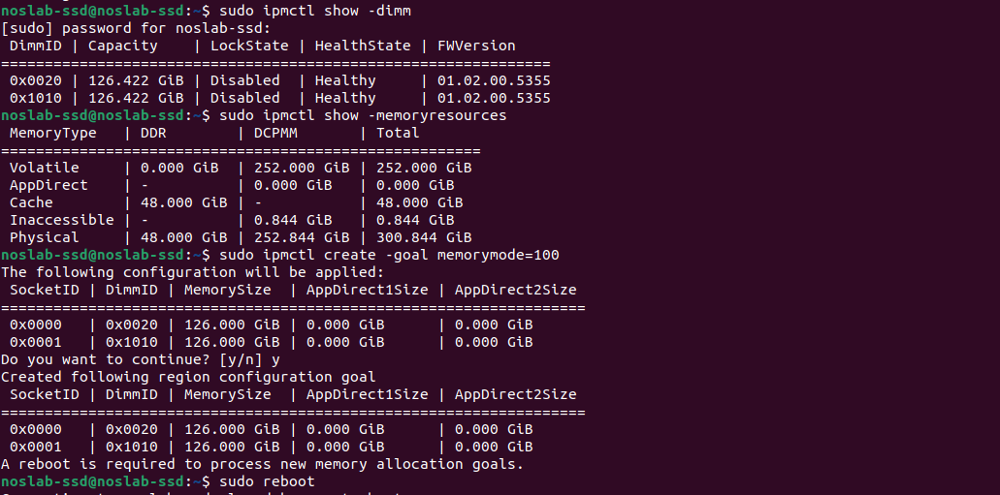 noslab-ssd@noslab-ssd:~$ sudo ipmctl show -dimm
[sudo] password for noslab-ssd:
 DimmID | Capacity    | LockState | HealthState | FWVersion
===============================================================
 0x0020 | 126.422 GiB | Disabled  | Healthy     | 01.02.00.5355
 0x1010 | 126.422 GiB | Disabled  | Healthy     | 01.02.00.5355
noslab-ssd@noslab-ssd:~$ sudo ipmctl show -memoryresources
 MemoryType   | DDR         | DCPMM       | Total
=======================================================
 Volatile     | 0.000 GiB  | 252.000 GiB | 252.000 GiB
 AppDirect    | -           | 0.000 GiB   | 0.000 GiB
 Cache        | 48.000 GiB | -           | 48.000 GiB
 Inaccessible | -           | 0.844 GiB   | 0.844 GiB
 Physical     | 48.000 GiB | 252.844 GiB | 300.844 GiB
noslab-ssd@noslab-ssd:~$ sudo ipmctl create -goal memorymode=100
The following configuration will be applied:
 SocketID | DimmID | MemorySize  | AppDirect1Size | AppDirect2Size
===================================================================
 0x0000   | 0x0020 | 126.000 GiB | 0.000 GiB      | 0.000 GiB
 0x0001   | 0x1010 | 126.000 GiB | 0.000 GiB      | 0.000 GiB
Do you want to continue? [y/n] y
Created following region configuration goal
 SocketID | DimmID | MemorySize  | AppDirect1Size | AppDirect2Size
===================================================================
 0x0000   | 0x0020 | 126.000 GiB | 0.000 GiB      | 0.000 GiB
 0x0001   | 0x1010 | 126.000 GiB | 0.000 GiB      | 0.000 GiB
A reboot is required to process new memory allocation goals.
noslab-ssd@noslab-ssd:~$ sudo reboot